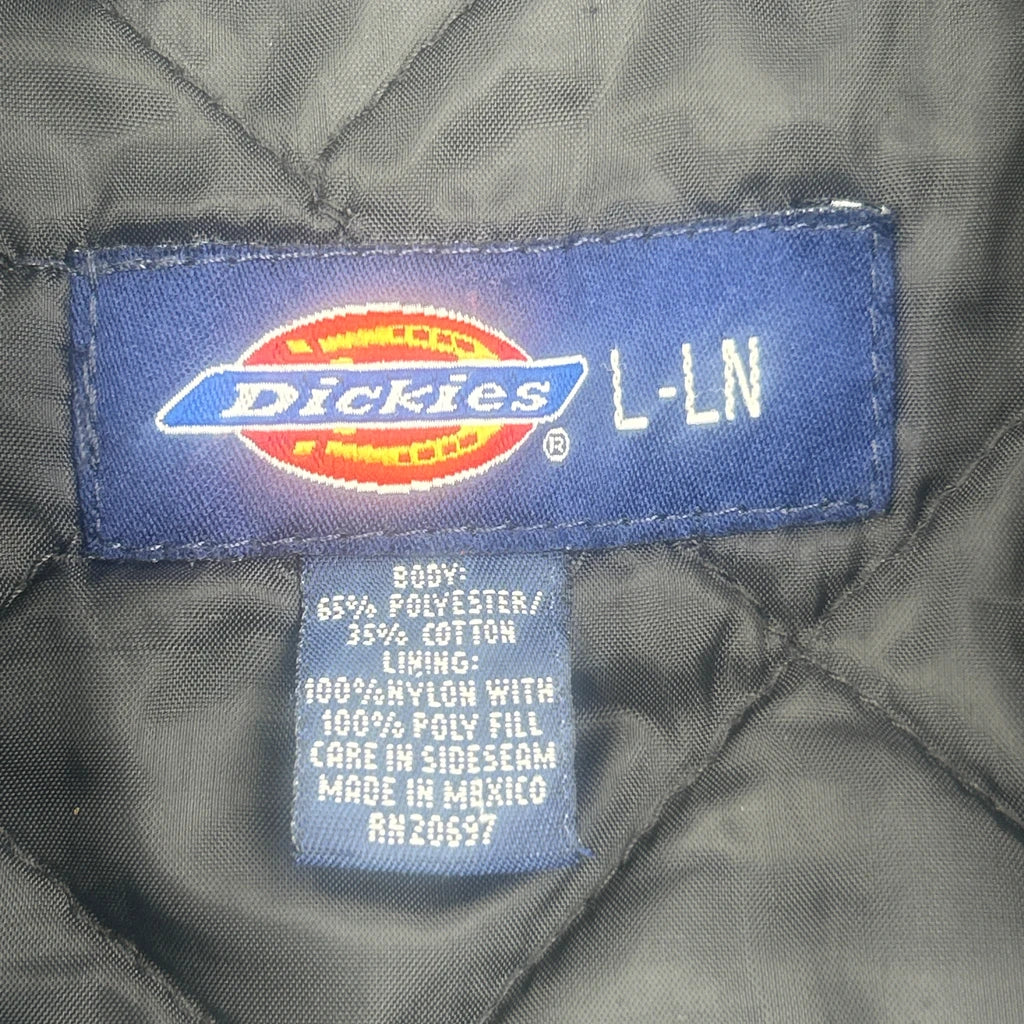 Dickies ® L-LN
BODY:
65% POLYESTER/
35% COTTON
LINING:
100%NYLON WITH
100% POLY FILL
CARE IN SIDESEAM
MADE IN MEXICO
RN20697